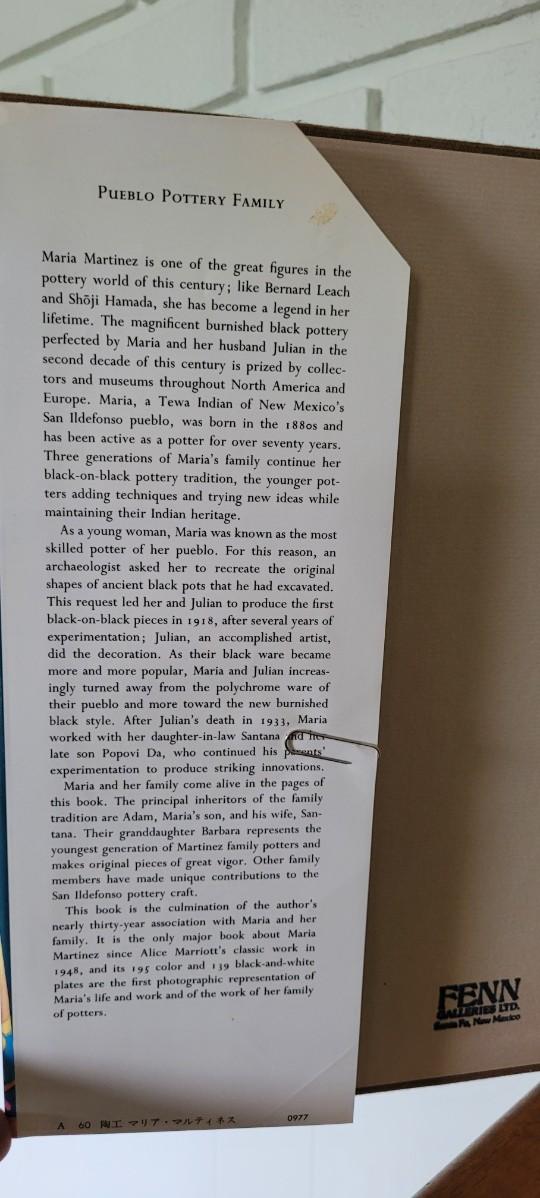 PUEBLO POTTERY FAMILY
Maria Martinez is one of the great figures in the
pottery world of this century; like Bernard Leach
and Shōji Hamada, she has become a legend in her
lifetime. The magnificent burnished black pottery
perfected by Maria and her husband Julian in the
second decade of this century is prized by collec-
tors and museums throughout North America and
Europe. Maria, a Tewa Indian of New Mexico's
San Ildefonso pueblo, was born in the 1880s and
has been active as a potter for over seventy years.
Three generations of Maria's family continue her
black-on-black pottery tradition, the younger pot-
ters adding techniques and trying new ideas while
maintaining their Indian heritage.
As a young woman, Maria was known as the most
skilled potter of her pueblo. For this reason, an
archaeologist asked her to recreate the original
shapes of ancient black pots that he had excavated.
This request led her and Julian to produce the first
black-on-black pieces in 1918, after several years of
experimentation; Julian, an accomplished artist,
did the decoration. As their black ware became
more and more popular, Maria and Julian increas-
ingly turned away from the polychrome ware of
their pueblo and more toward the new burnished
black style. After Julian's death in 1933, Maria
worked with her daughter-in-law Santana and her
late son Popovi Da, who continued his parents'
experimentation to produce striking innovations.
Maria and her family come alive in the pages of
this book. The principal inheritors of the family
tradition are Adam, Maria's son, and his wife, San-
tana. Their granddaughter Barbara represents the
youngest generation of Martinez family potters and
makes original pieces of great vigor. Other family
members have made unique contributions to the
San Ildefonso pottery craft.
This book is the culmination of the author's
nearly thirty-year association with Maria and her
family. It is the only major book about Maria
Martinez since Alice Marriott's classic work in
1948, and its 195 color and 139 black-and-white
plates are the first photographic representation of
Maria's life and work and of the work of her family
of potters.
A 60 陶工 マリア・マルティネス 0977
FENN
GALLERIES LTD.
Santa Fe, New Mexico